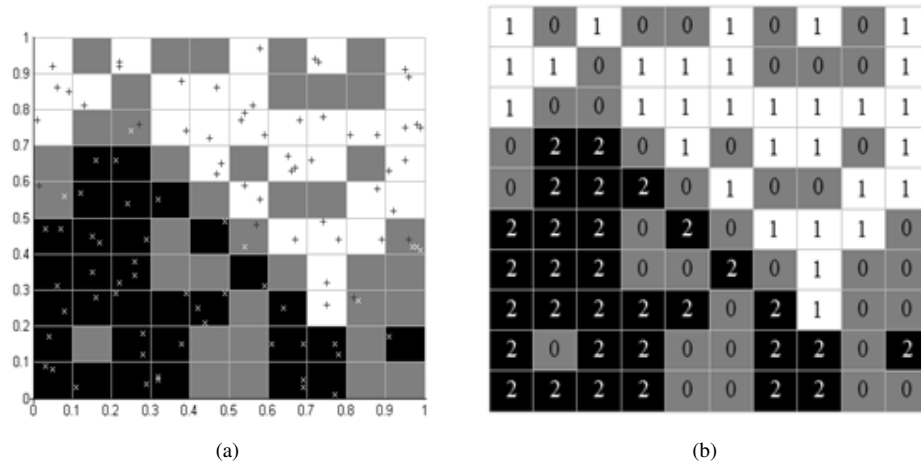 1
0.9
0.8
0.7
0.6
0.5
0.4
0.3
0.2
0.1
0
0 0.1 0.2 0.3 0.4 0.5 0.6 0.7 0.8 0.9 1
(a)
1 0 1 0 0 1 0 1 0 1
1 1 0 1 1 1 0 0 0 1
1 0 0 1 1 1 1 1 1 1
0 2 2 0 1 0 1 1 0 1
0 2 2 2 0 1 0 0 1 1
2 2 2 0 2 0 1 1 1 0
2 2 2 0 0 2 0 1 0 0
2 2 2 2 2 0 2 1 0 0
2 0 2 2 0 0 2 2 0 2
2 2 2 2 0 0 2 2 0 0
(b)